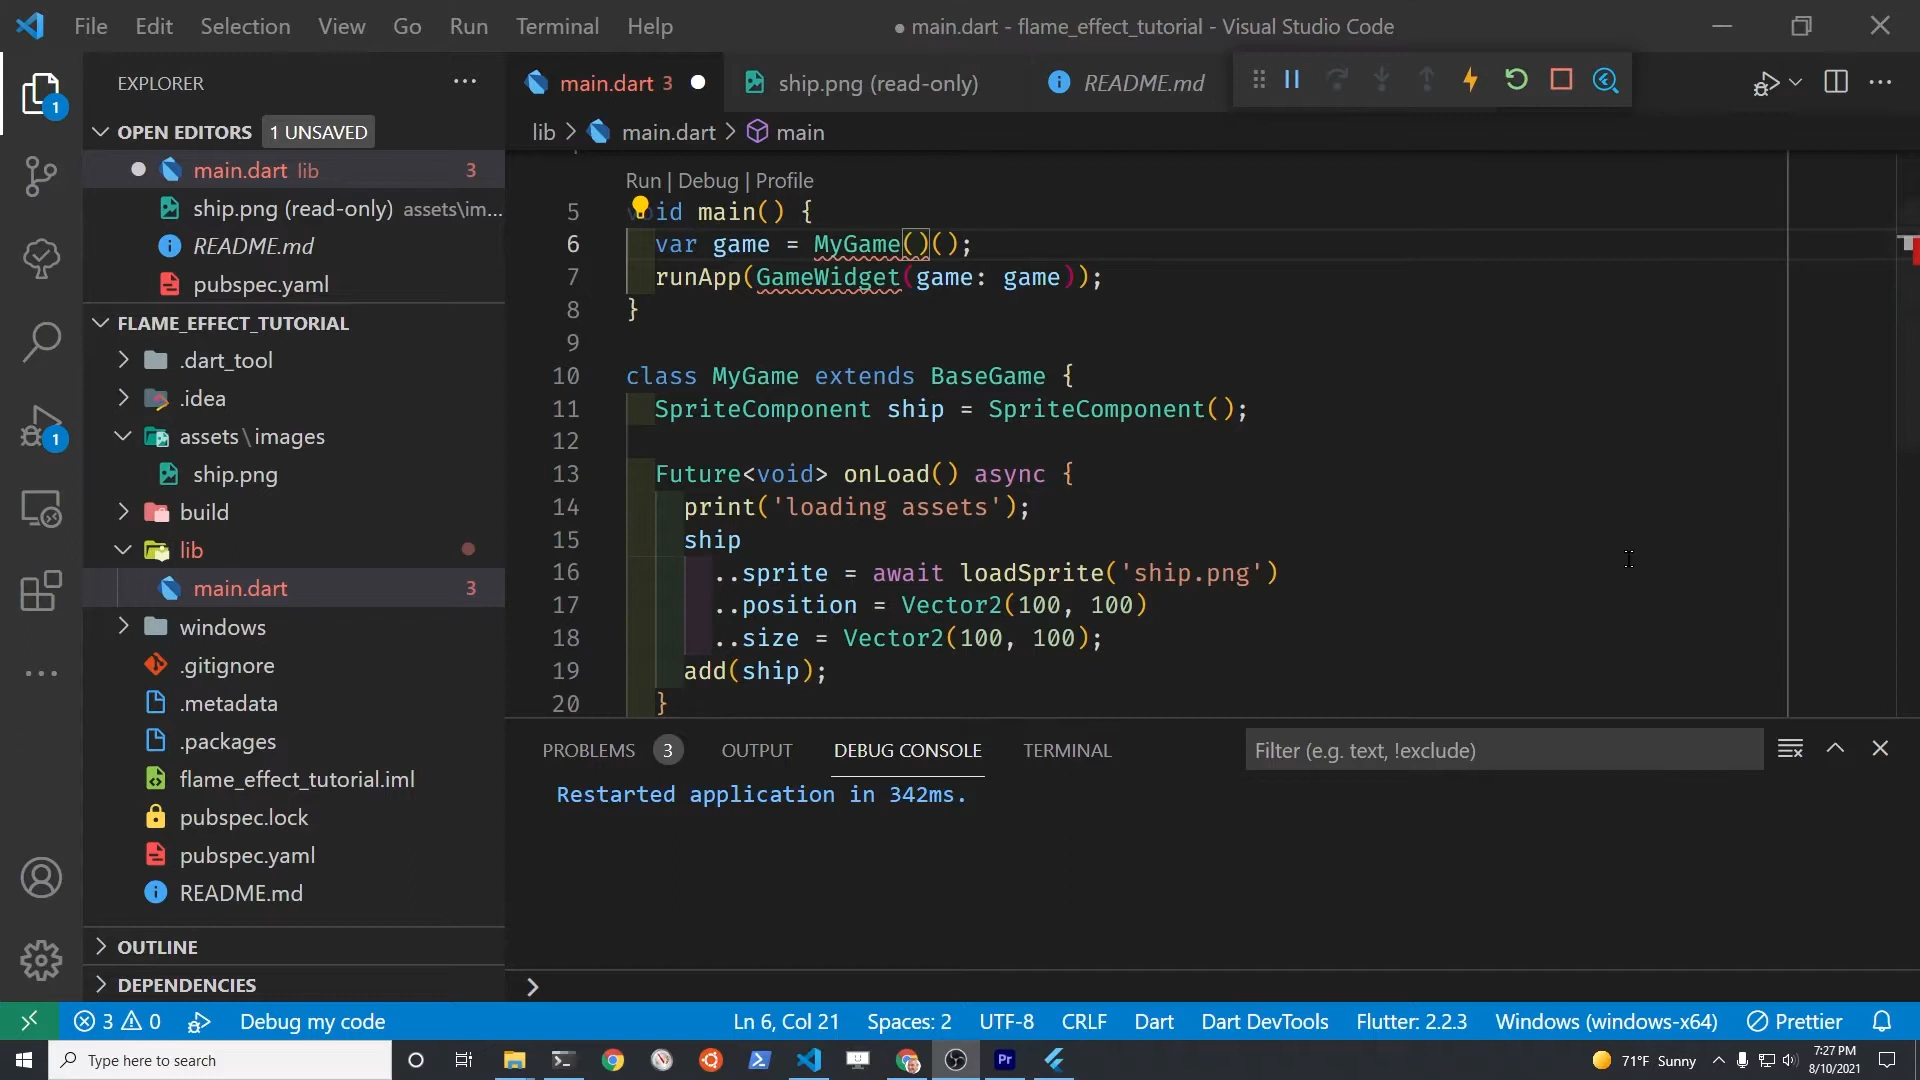 File Edit Selection View Go Run Terminal Help
● main.dart - flame_effect_tutorial - Visual Studio Code
EXPLORER
main.dart 3
ship.png (read-only)
README.md
OPEN EDITORS 1 UNSAVED
lib > main.dart > main
main.dart lib 3
ship.png (read-only) assets\im...
README.md
pubspec.yaml
FLAME_EFFECT_TUTORIAL
.dart_tool
.idea
assets\images
ship.png
build
lib
main.dart 3
windows
.gitignore
.metadata
.packages
flame_effect_tutorial.iml
pubspec.lock
pubspec.yaml
README.md
OUTLINE
DEPENDENCIES
1
1
Run | Debug | Profile
5 void main() {
6 var game = MyGame()();
7 runApp(GameWidget(game: game));
8 }
9
10 class MyGame extends BaseGame {
11 SpriteComponent ship = SpriteComponent();
12
13 Future<void> onLoad() async {
14 print('loading assets');
15 ship
16 ..sprite = await loadSprite('ship.png')
17 ..position = Vector2(100, 100)
18 ..size = Vector2(100, 100);
19 add(ship);
20 }
PROBLEMS 3 OUTPUT DEBUG CONSOLE TERMINAL
Filter (e.g. text, !exclude)
Restarted application in 342ms.
3 0 Debug my code Ln 6, Col 21 Spaces: 2 UTF-8 CRLF Dart Dart DevTools Flutter: 2.2.3 Windows (windows-x64) Prettier
Type here to search
Pr
71°F Sunny
7:27 PM
8/10/2021